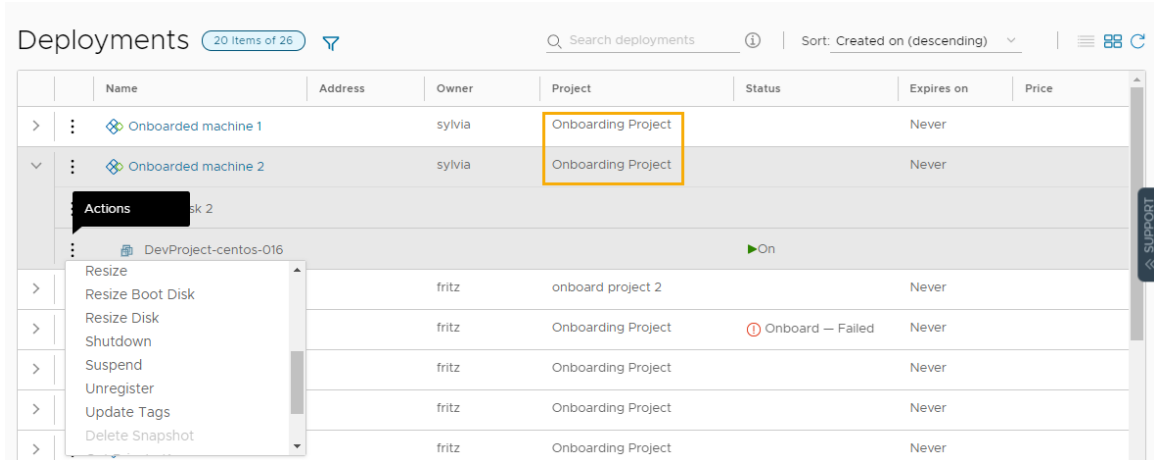 Deployments 20 Items of 26 Search deployments Sort: Created on (descending)
Name Address Owner Project Status Expires on Price
Onboarded machine 1 sylvia Onboarding Project Never
Onboarded machine 2 sylvia Onboarding Project Never
Actions sk 2
DevProject-centos-016 On
Resize
fritz onboard project 2 Never
Resize Boot Disk
Resize Disk
fritz Onboarding Project Onboard — Failed Never
Shutdown
Suspend
fritz Onboarding Project Never
Unregister
Update Tags
fritz Onboarding Project Never
Delete Snapshot
fritz Onboarding Project Never
SUPPORT